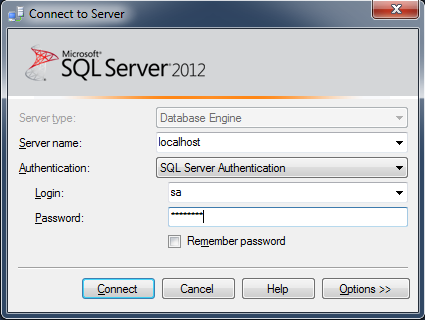 Connect to Server
Microsoft
SQL Server 2012
Server type: Database Engine
Server name: localhost
Authentication: SQL Server Authentication
Login: sa
Password: ********
Remember password
Connect Cancel Help Options >>